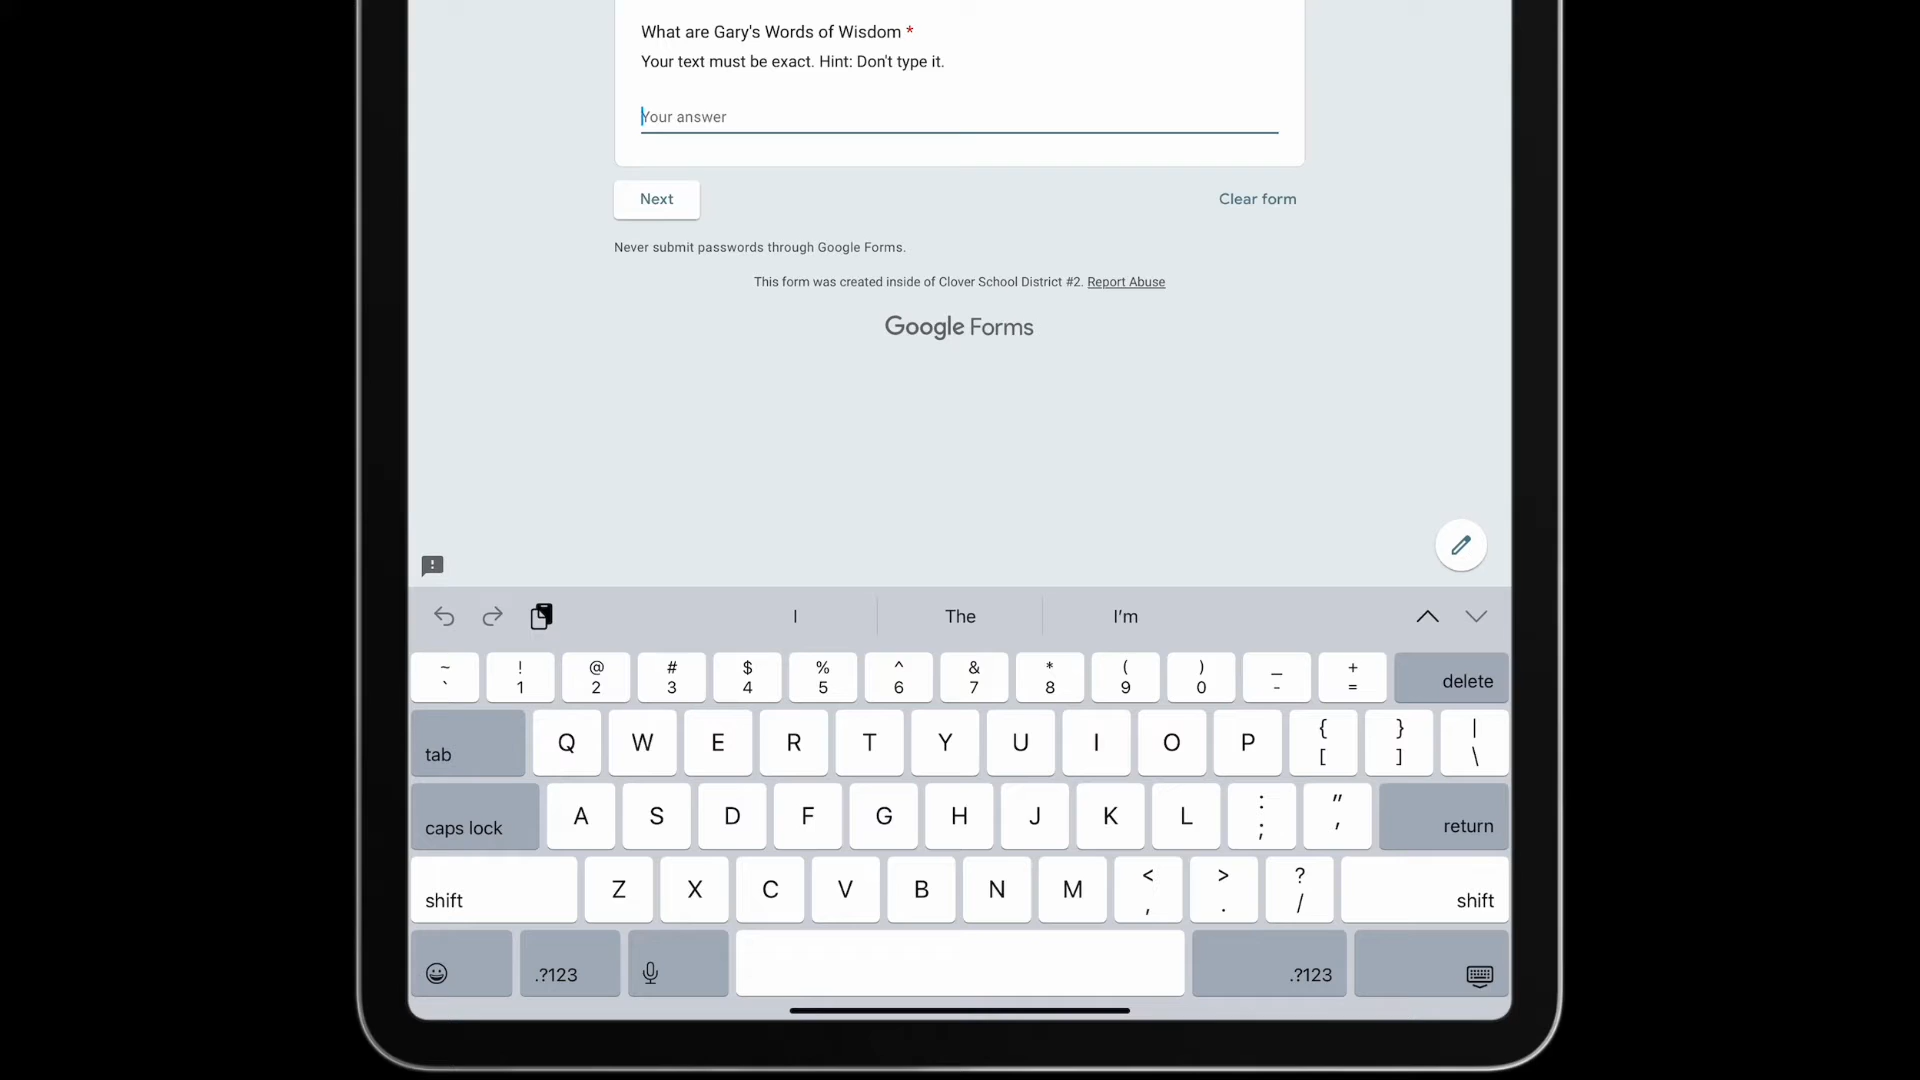 What are Gary's Words of Wisdom *
Your text must be exact. Hint: Don't type it.
Your answer
Next
Clear form
Never submit passwords through Google Forms.
This form was created inside of Clover School District #2. Report Abuse
Google Forms
!
I The I'm
~ ! @ # $ % ^ & * ( ) _ +
` 1 2 3 4 5 6 7 8 9 0 - = delete
tab Q W E R T Y U I O P { [ } ] | \
caps lock A S D F G H J K L : ; " ' return
shift Z X C V B N M < , > . ? / shift
.?123 .?123